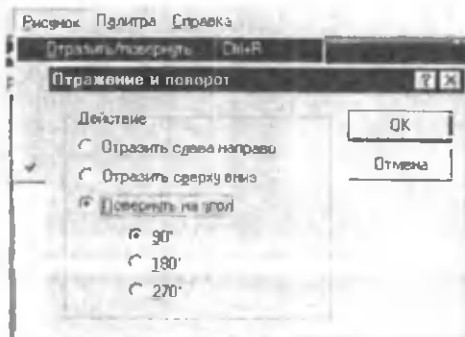 Рисунок Палитра Справка
Отразить/повернуть Ctrl+R
Отражение и поворот
Действие
OK
Отразить слева направо
Отмена
Отразить сверху вниз
Повернуть на угол
90°
180°
270°